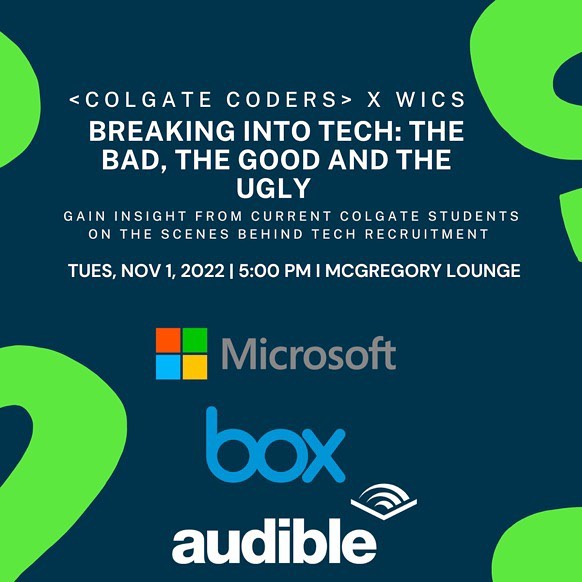 <COLGATE CODERS> X WICS
BREAKING INTO TECH: THE
BAD, THE GOOD AND THE
UGLY
GAIN INSIGHT FROM CURRENT COLGATE STUDENTS
ON THE SCENES BEHIND TECH RECRUITMENT
TUES, NOV 1, 2022 | 5:00 PM I MCGREGORY LOUNGE
Microsoft
box
audible